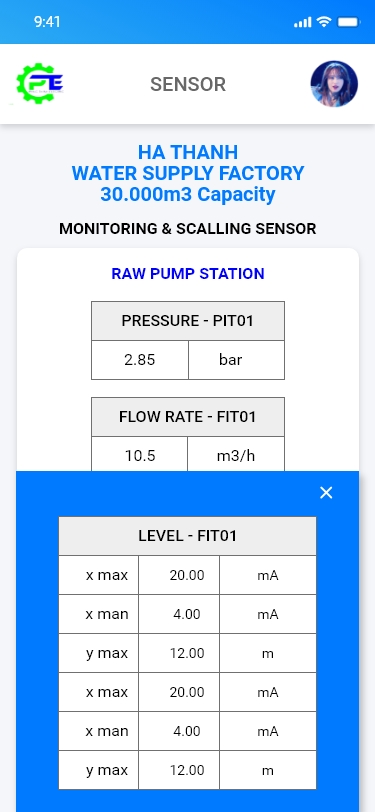 9:41
SENSOR
HA THANH
WATER SUPPLY FACTORY
30.000m3 Capacity
MONITORING & SCALLING SENSOR
RAW PUMP STATION
PRESSURE - PIT01
2.85 bar
FLOW RATE - FIT01
10.5 m3/h
LEVEL - FIT01
x max 20.00 mA
x man 4.00 mA
y max 12.00 m
x max 20.00 mA
x man 4.00 mA
y max 12.00 m